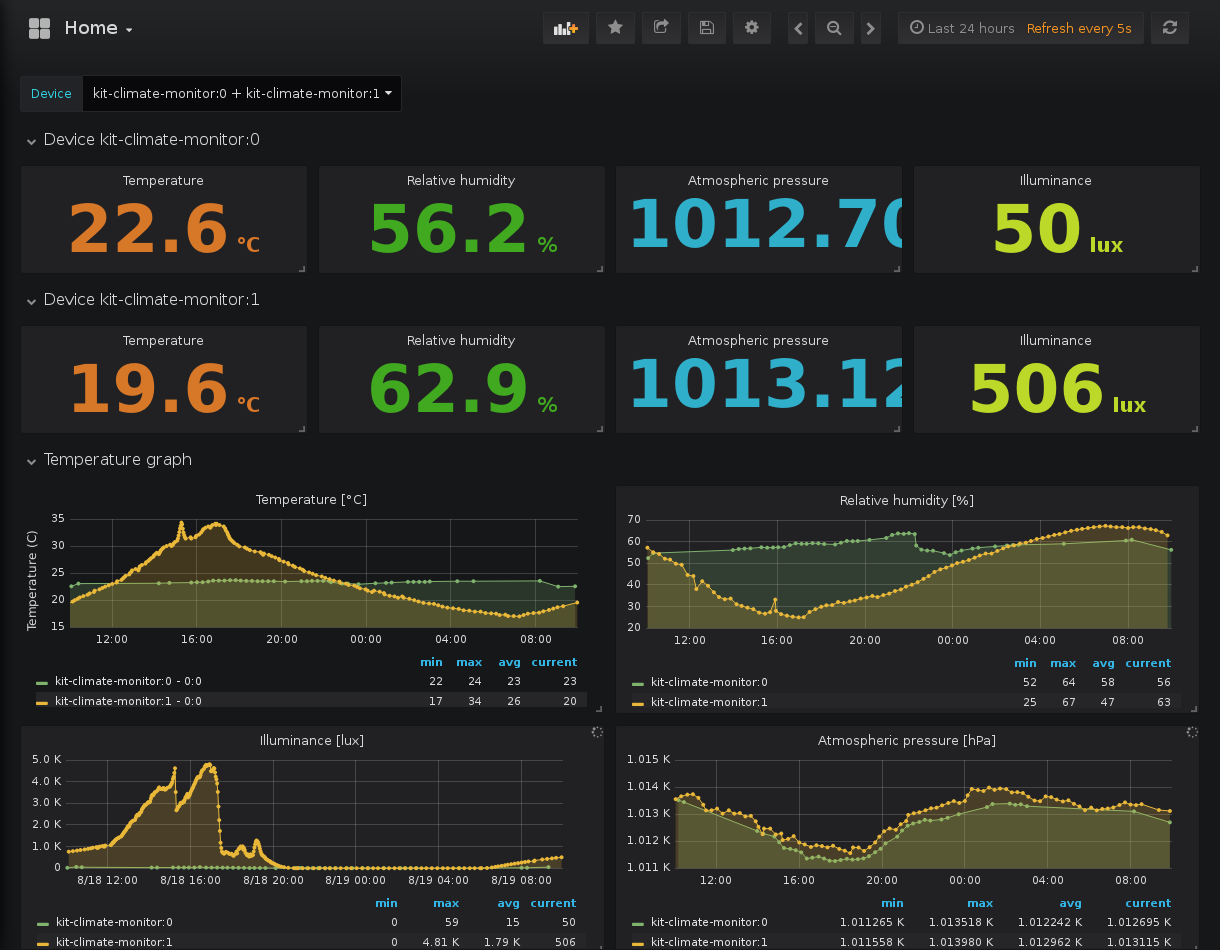 Home
Last 24 hours Refresh every 5s
Device kit-climate-monitor:0 + kit-climate-monitor:1
Device kit-climate-monitor:0
Temperature Relative humidity Atmospheric pressure Illuminance
22.6 °C 56.2 % 1012.70 50 lux
Device kit-climate-monitor:1
Temperature Relative humidity Atmospheric pressure Illuminance
19.6 °C 62.9 % 1013.12 506 lux
Temperature graph
Temperature [°C]
Temperature (C)
35
30
25
20
15
12:00 16:00 20:00 00:00 04:00 08:00
min max avg current
kit-climate-monitor:0 - 0:0 22 24 23 23
kit-climate-monitor:1 - 0:0 17 34 26 20
Relative humidity [%]
70
60
50
40
30
20
12:00 16:00 20:00 00:00 04:00 08:00
min max avg current
kit-climate-monitor:0 52 64 58 56
kit-climate-monitor:1 25 67 47 63
Illuminance [lux]
5.0 K
4.0 K
3.0 K
2.0 K
1.0 K
0
8/18 12:00 8/18 16:00 8/18 20:00 8/19 00:00 8/19 04:00 8/19 08:00
min max avg current
kit-climate-monitor:0 0 59 15 50
kit-climate-monitor:1 0 4.81 K 1.79 K 506
Atmospheric pressure [hPa]
1.015 K
1.014 K
1.013 K
1.012 K
1.011 K
12:00 16:00 20:00 00:00 04:00 08:00
min max avg current
kit-climate-monitor:0 1.011265 K 1.013518 K 1.012242 K 1.012695 K
kit-climate-monitor:1 1.011558 K 1.013980 K 1.012962 K 1.013115 K